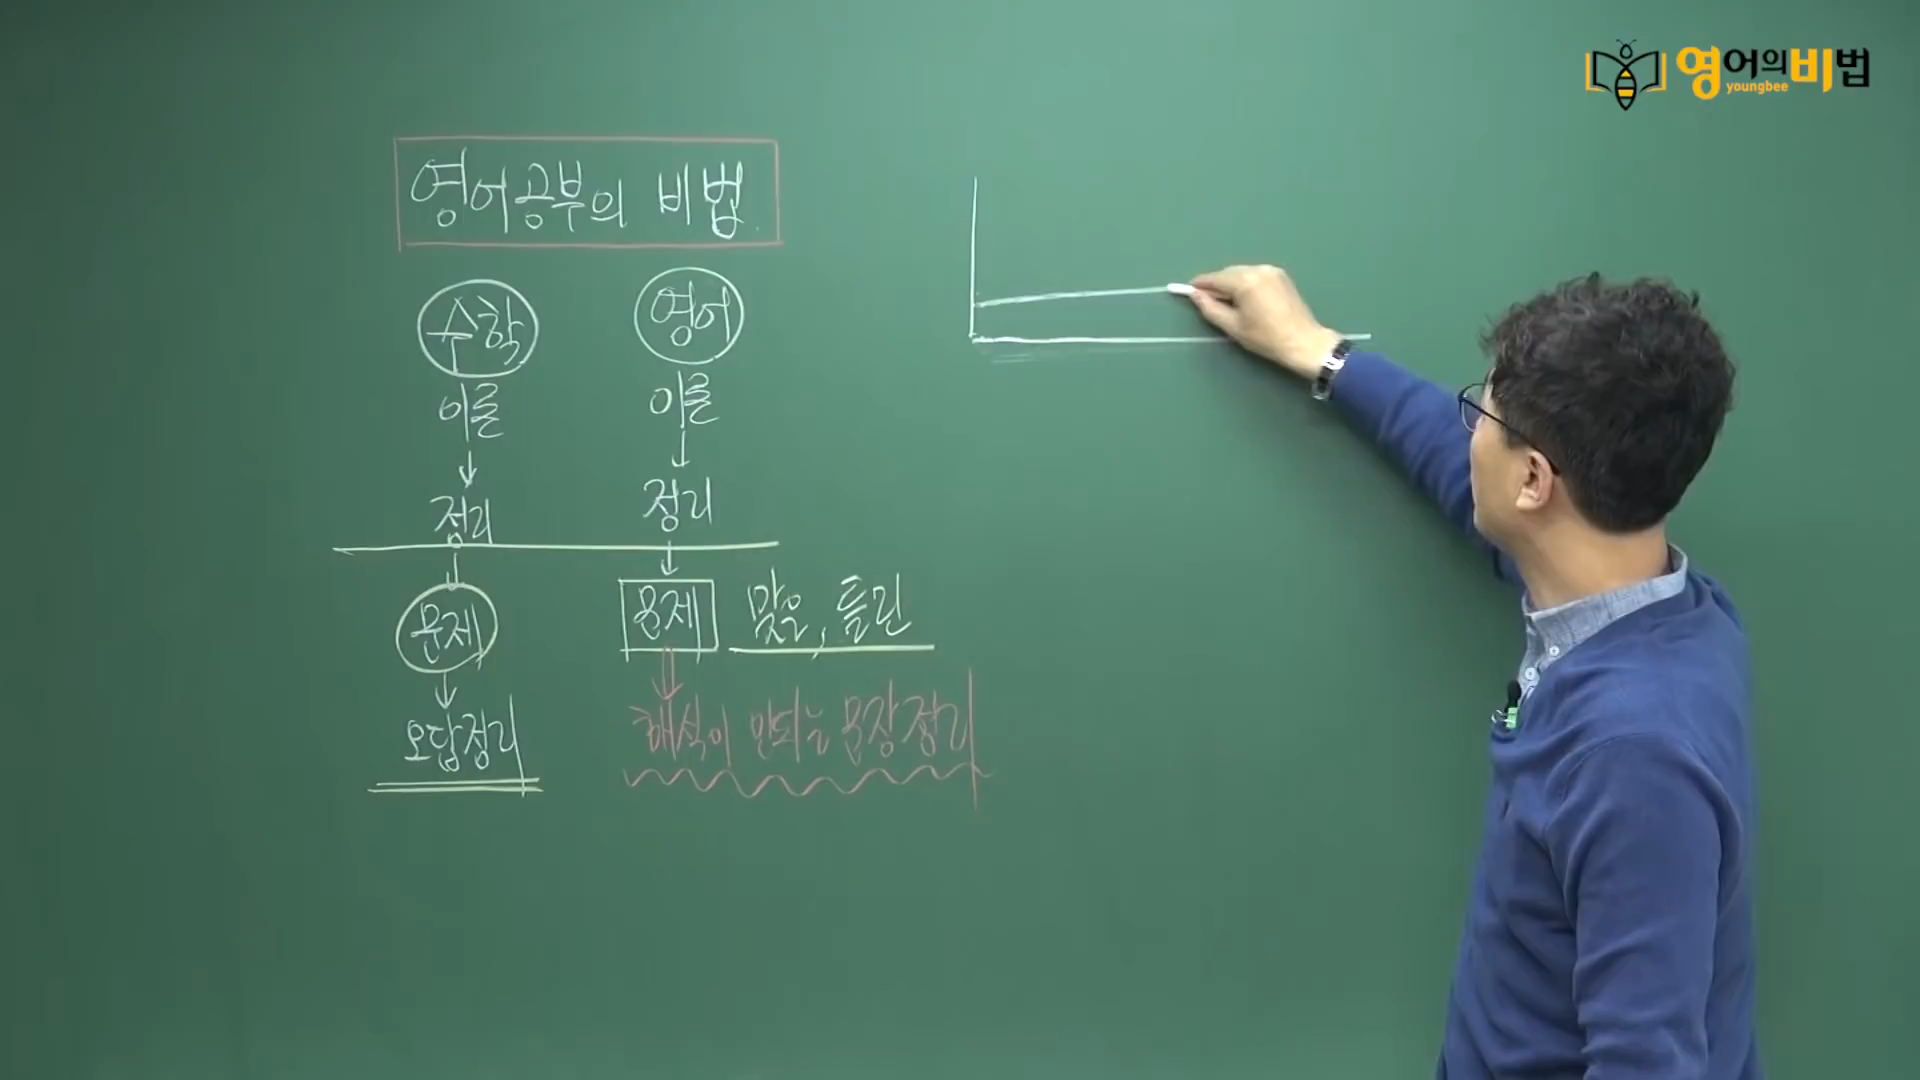 영어의비법
youngbee
영어공부의 비법.
수학 영어
이론 이론
정리 정리
문제 문제 맞은, 틀린
오답정리 해석이 안되는 문장정리